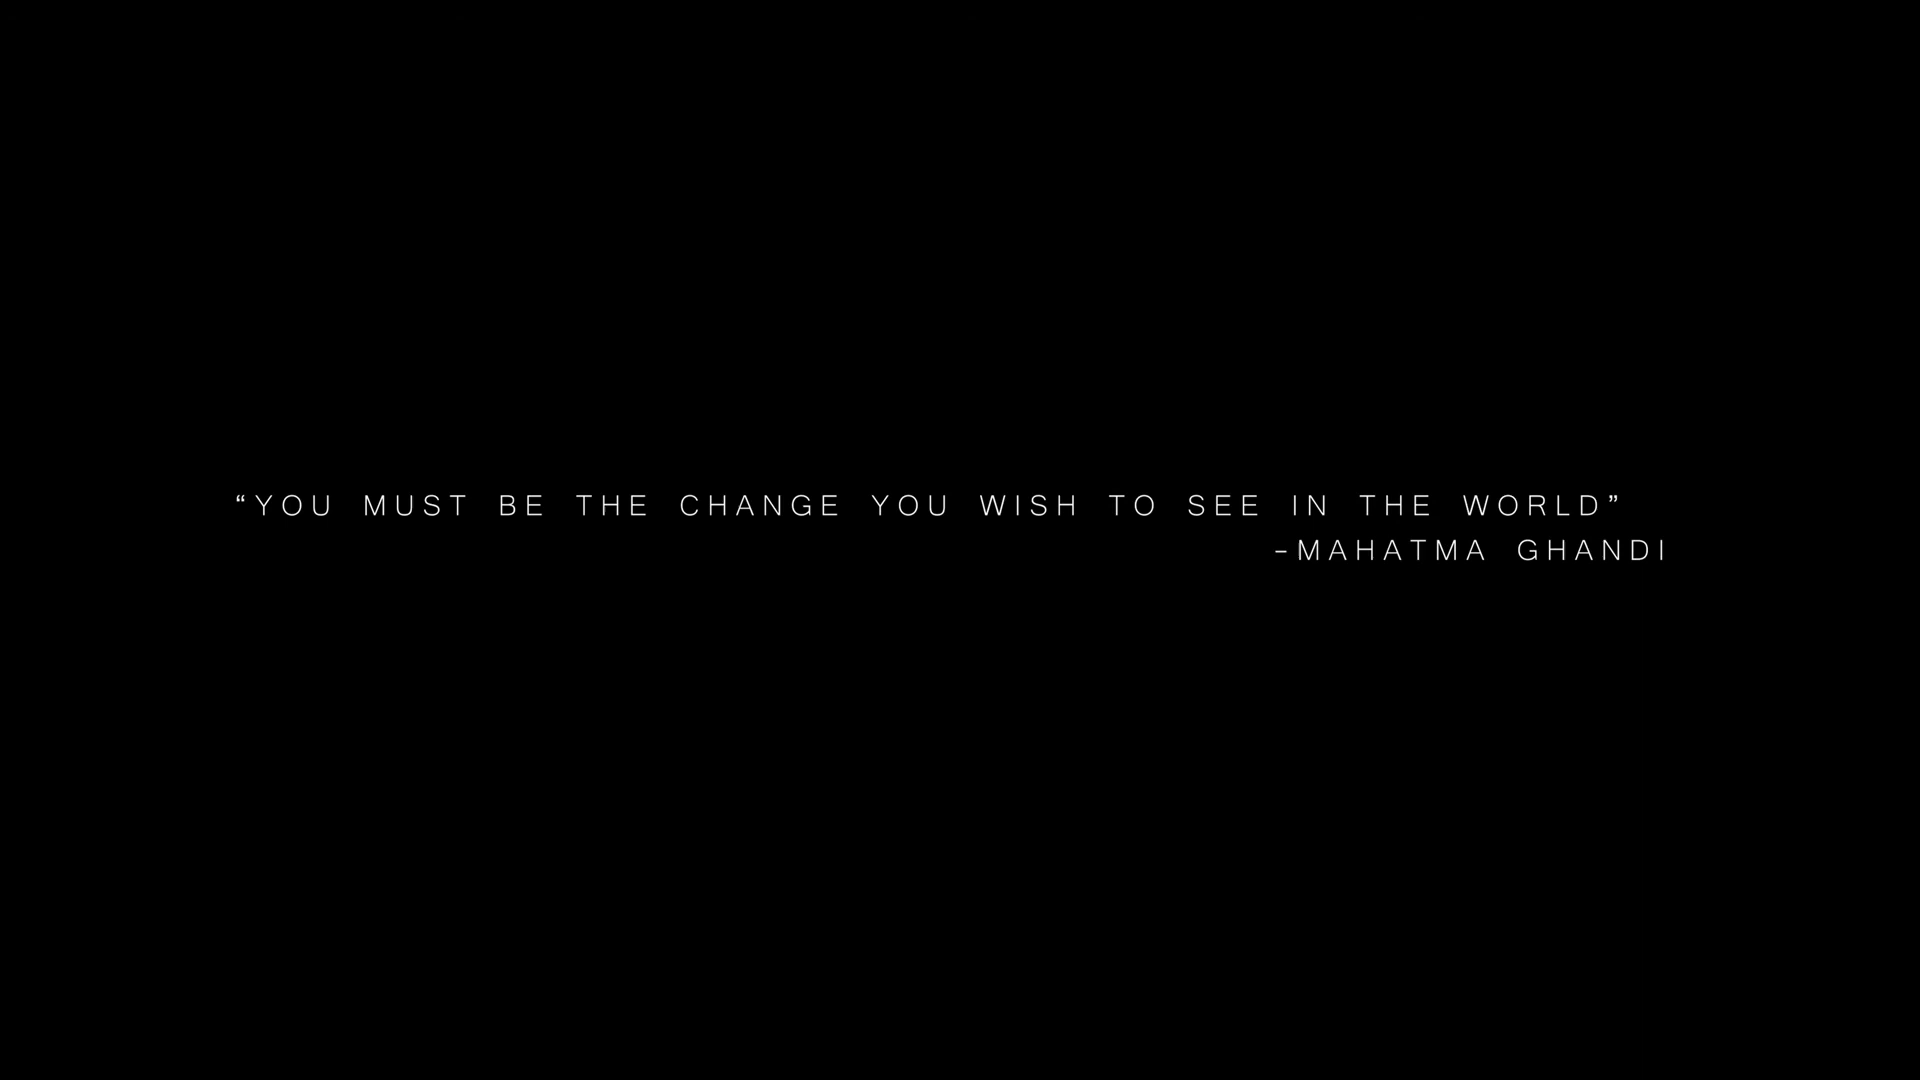 “YOU MUST BE THE CHANGE YOU WISH TO SEE IN THE WORLD”
–MAHATMA GHANDI